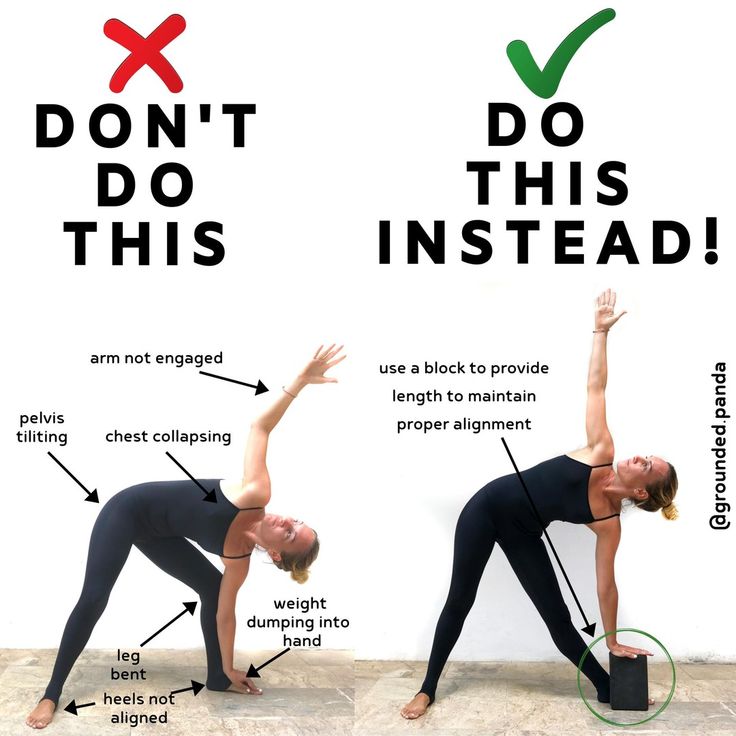 DON'T
DO
THIS
DO
THIS
INSTEAD!
arm not engaged
pelvis
tiliting
chest collapsing
leg
bent
heels not
aligned
weight
dumping into
hand
use a block to provide
length to maintain
proper alignment
@grounded.panda